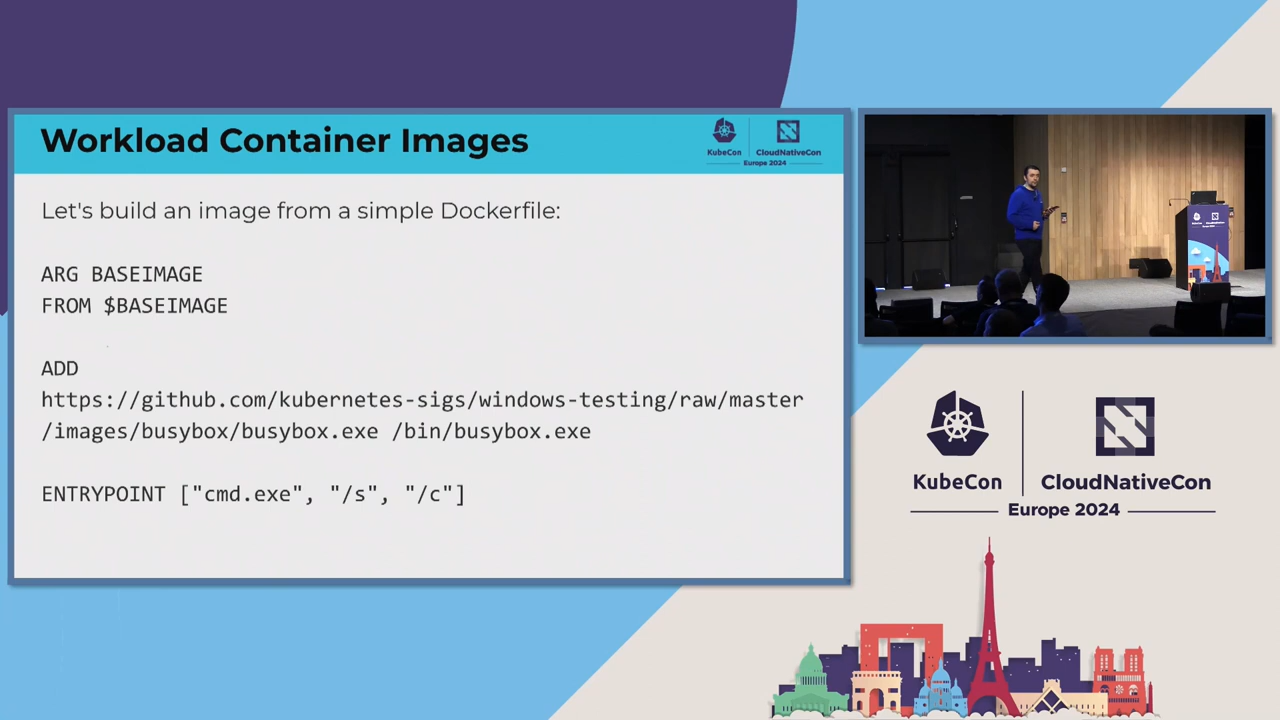 Workload Container Images
KubeCon
CloudNativeCon
Europe 2024
Let's build an image from a simple Dockerfile:
ARG BASEIMAGE
FROM $BASEIMAGE
ADD
https://github.com/kubernetes-sigs/windows-testing/raw/master
/images/busybox/busybox.exe /bin/busybox.exe
ENTRYPOINT ["cmd.exe", "/s", "/c"]
KubeCon
CloudNativeCon
Europe 2024